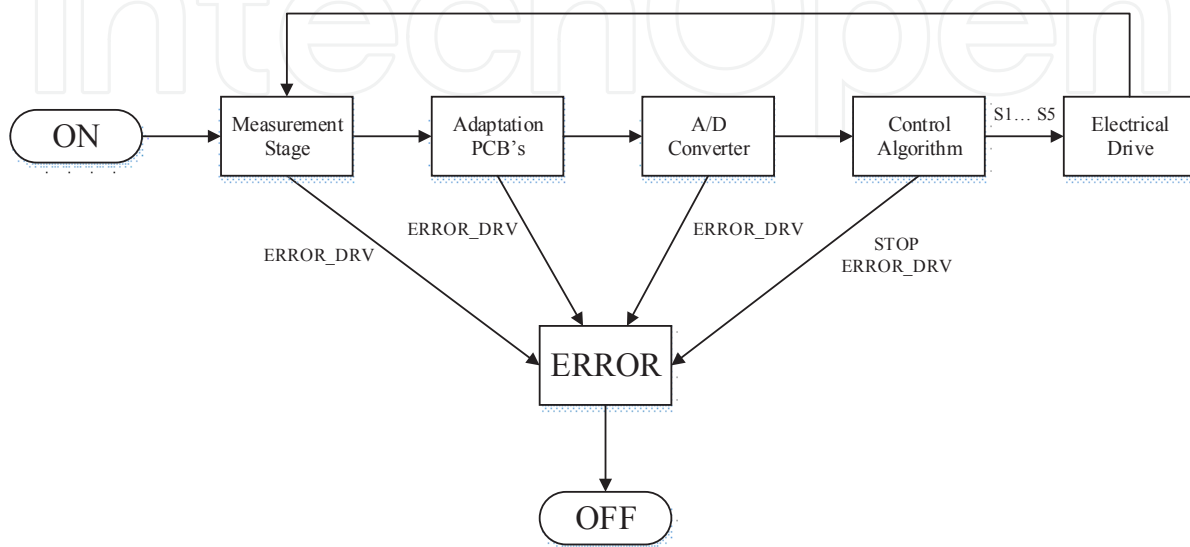 IntechOpen
ON
Measurement
Stage
Adaptation
PCB's
A/D
Converter
Control
Algorithm
S1... S5
Electrical
Drive
ERROR_DRV
ERROR_DRV
ERROR_DRV
STOP
ERROR_DRV
ERROR
OFF